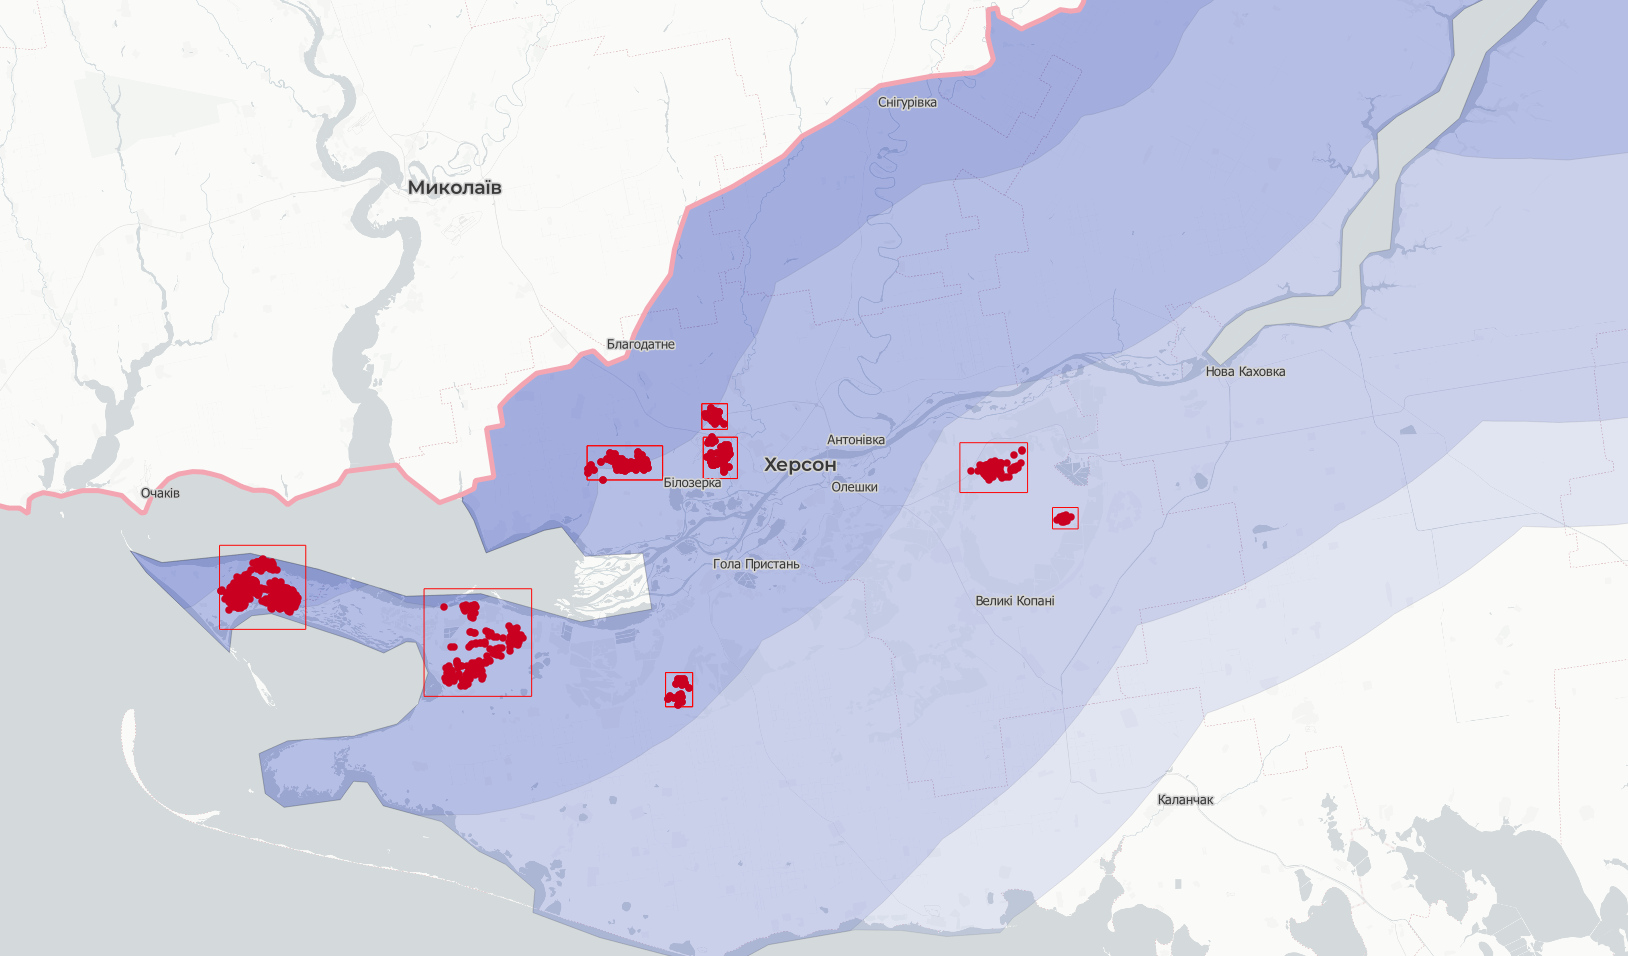 Снігурівка
Миколаїв
Благодатне
Нова Каховка
Антонівка
Херсон
Білозерка
Олешки
Очаків
Гола Пристань
Великі Копані
Каланчак